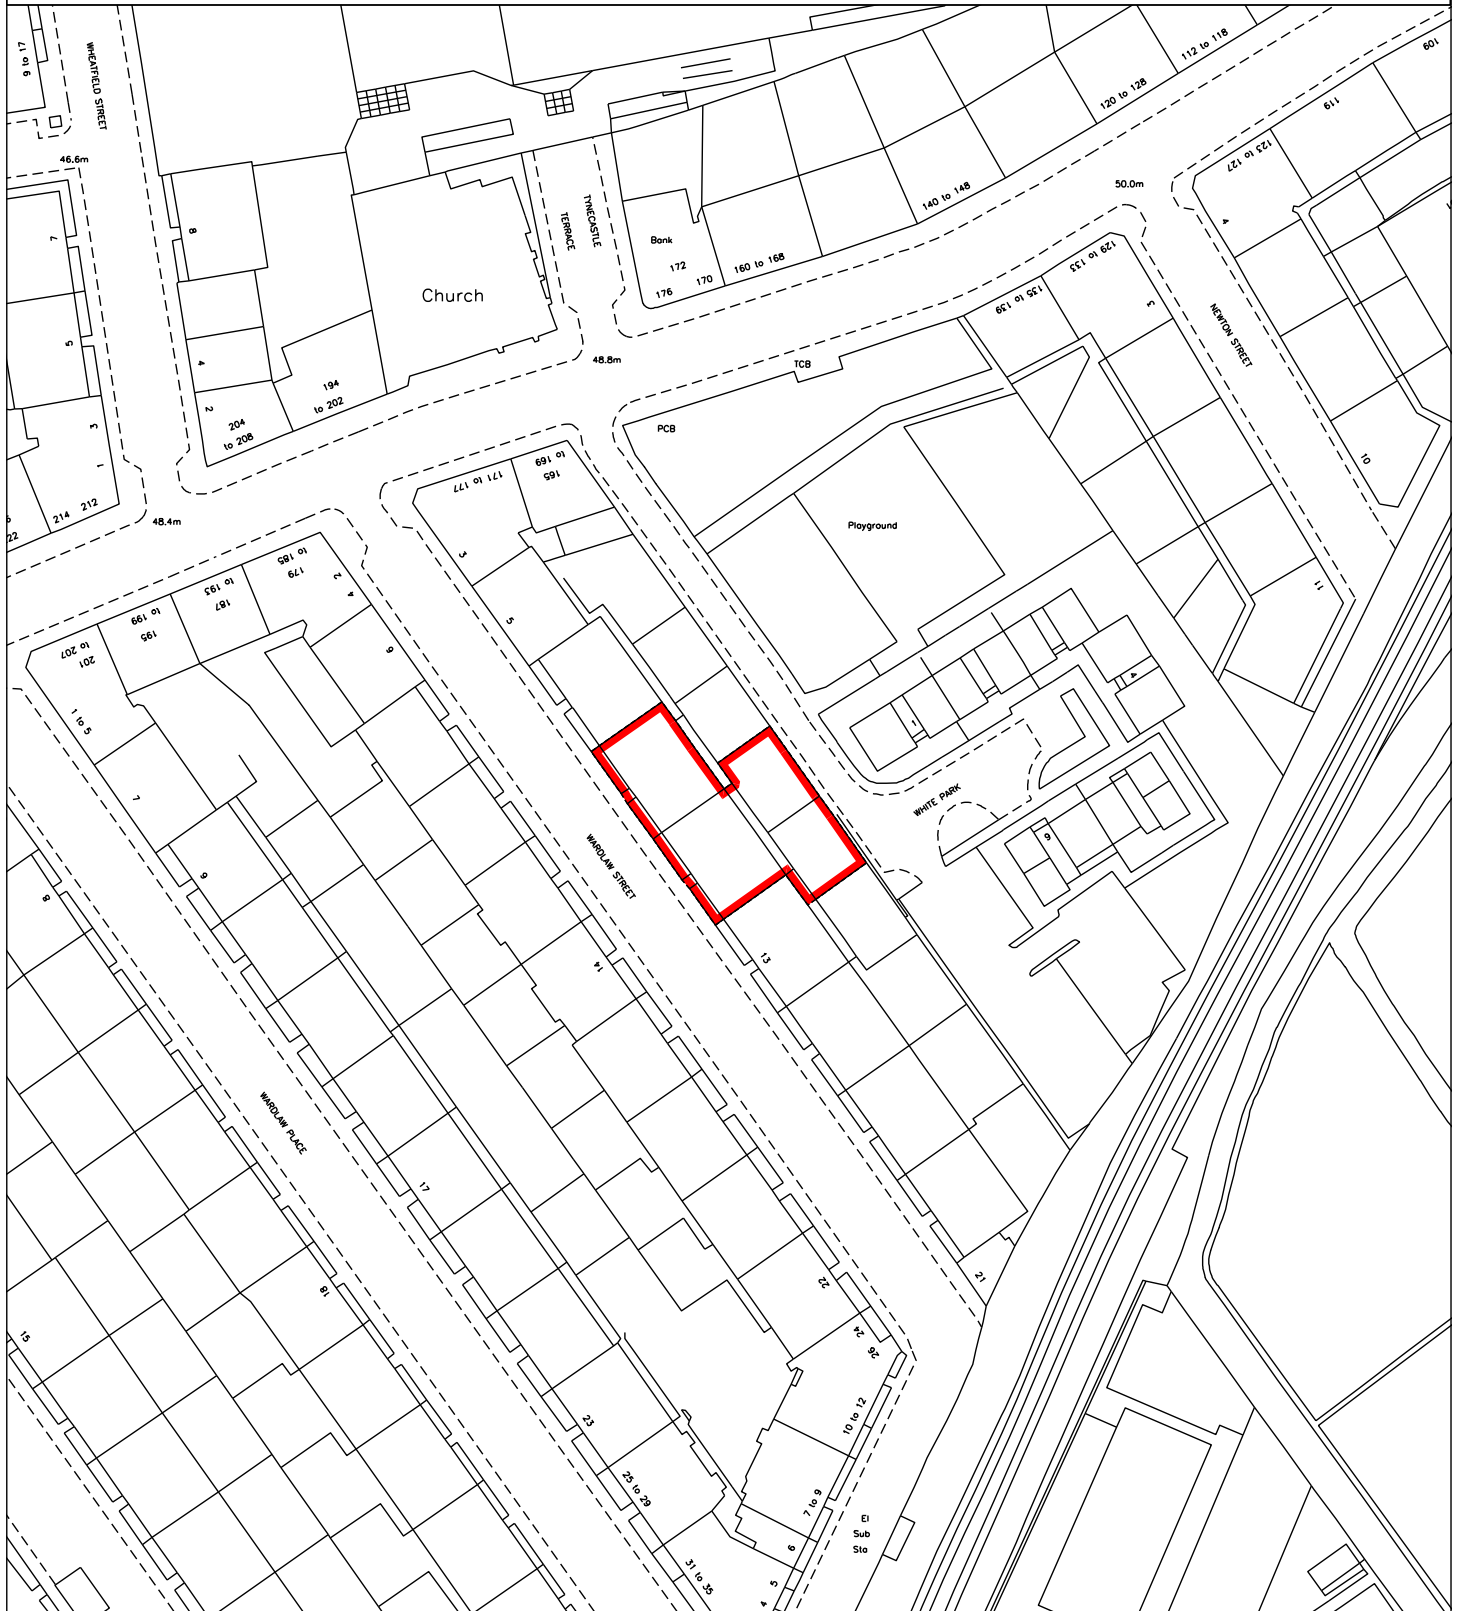 6 to 17
WHEATFIELD STREET
46.6m
7
5
3
1
8
4
2
204
to 208
194
to 202
Church
TYNECASTLE
TERRACE
Bank
172
176
170
160 to 168
140 to 148
120 to 128
112 to 118
109
119
123 to 127
50.0m
4
129 to 133
135 to 139
3
NEWTON STREET
48.8m
TCB
PCB
212
214
22
48.4m
171 to 177
165
to 169
Playground
10
11
179
to 185
187
to 193
195
to 199
201
to 207
2
4
6
3
5
1 to 5
7
9
8
WARDLAW STREET
WHITE PARK
1
4
6
13
14
WARDLAW PLACE
17
18
15
21
22
24
26
23
25 to 29
31 to 35
10 to 12
7 to 9
6
5
4
El
Sub
Sta